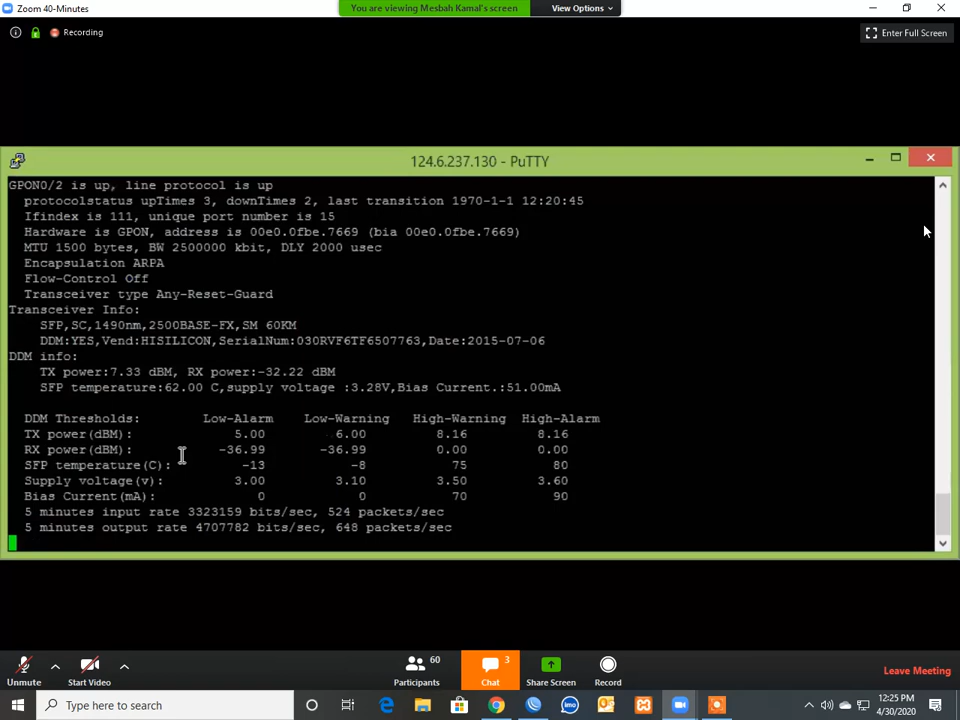 Zoom 40-Minutes
You are viewing Mesbah Kamal's screen
View Options
Recording
Enter Full Screen
124.6.237.130 - PuTTY
GPON0/2 is up, line protocol is up
protocolstatus upTimes 3, downTimes 2, last transition 1970-1-1 12:20:45
Ifindex is 111, unique port number is 15
Hardware is GPON, address is 00e0.0fbe.7669 (bia 00e0.0fbe.7669)
MTU 1500 bytes, BW 2500000 kbit, DLY 2000 usec
Encapsulation ARPA
Flow-Control Off
Transceiver type Any-Reset-Guard
Transceiver Info:
SFP,SC,1490nm,2500BASE-FX,SM 60KM
DDM:YES,Vend:HISILICON,SerialNum:030RVF6TF6507763,Date:2015-07-06
DDM info:
TX power:7.33 dBM, RX power:-32.22 dBM
SFP temperature:62.00 C,supply voltage :3.28V,Bias Current.:51.00mA
DDM Thresholds: Low-Alarm Low-Warning High-Warning High-Alarm
TX power(dBM): 5.00 6.00 8.16 8.16
RX power(dBM): -36.99 -36.99 0.00 0.00
SFP temperature(C): -13 -8 75 80
Supply voltage(v): 3.00 3.10 3.50 3.60
Bias Current(mA): 0 0 70 90
5 minutes input rate 3323159 bits/sec, 524 packets/sec
5 minutes output rate 4707782 bits/sec, 648 packets/sec
Unmute
Start Video
60
Participants
3
Chat
Share Screen
Record
Leave Meeting
Type here to search
imo
12:25 PM
4/30/2020